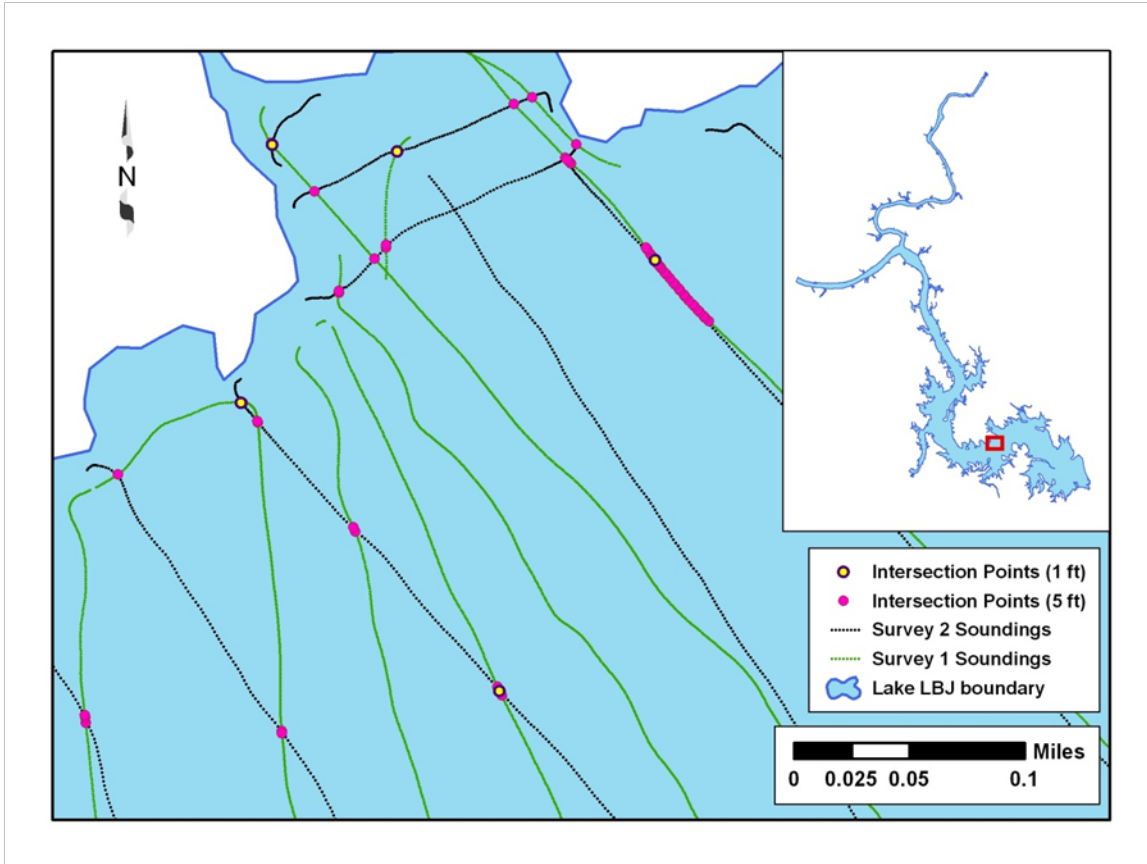 N
Intersection Points (1 ft)
Intersection Points (5 ft)
Survey 2 Soundings
Survey 1 Soundings
Lake LBJ boundary
Miles
0 0.025 0.05 0.1